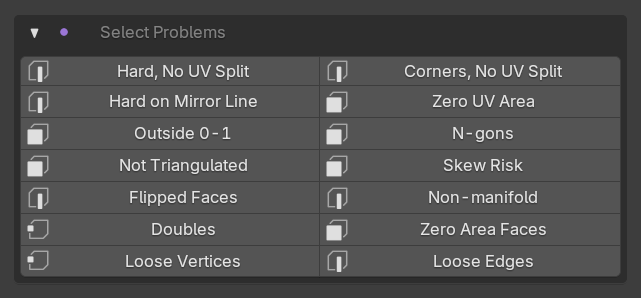 Select Problems
Hard, No UV Split
Corners, No UV Split
Hard on Mirror Line
Zero UV Area
Outside 0-1
N-gons
Not Triangulated
Skew Risk
Flipped Faces
Non-manifold
Doubles
Zero Area Faces
Loose Vertices
Loose Edges